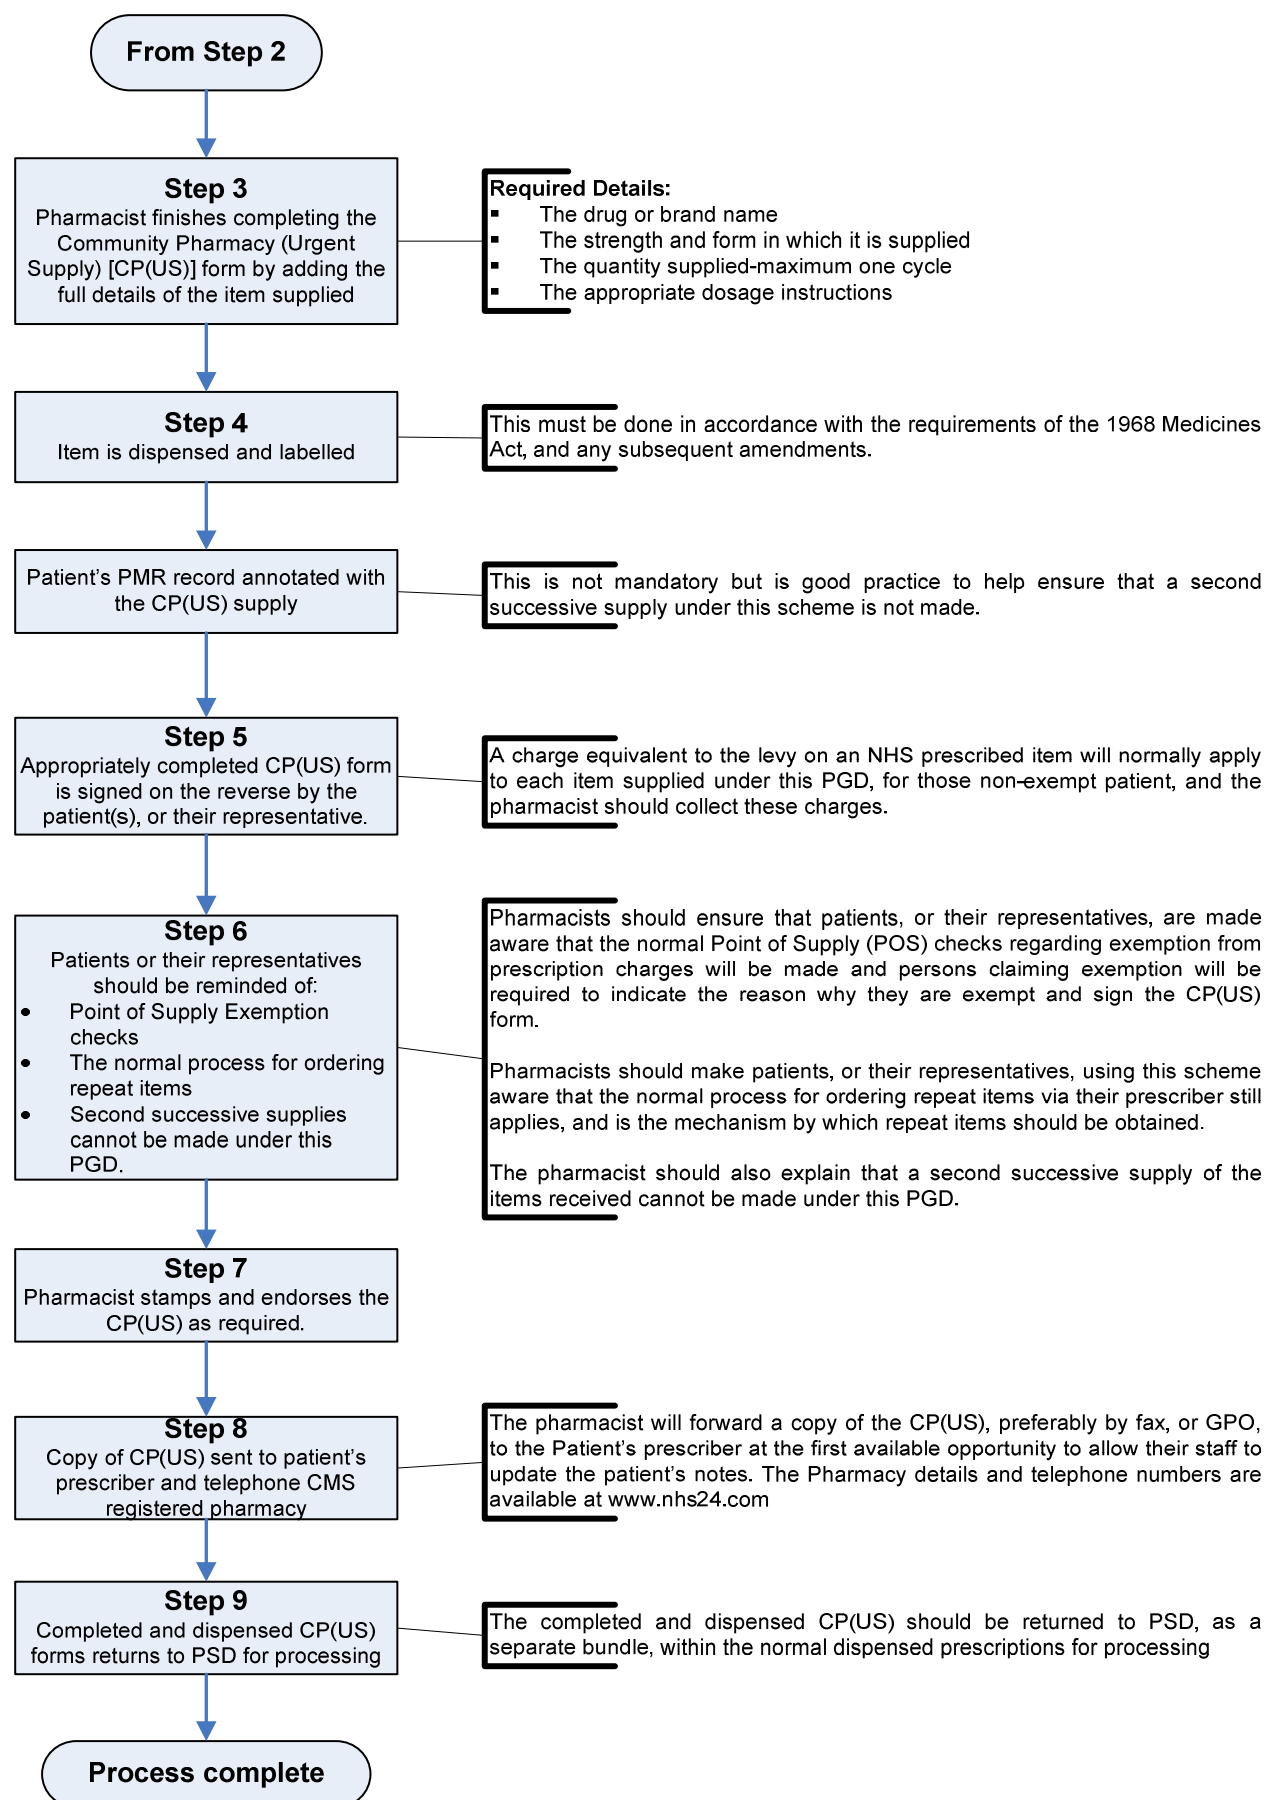 From Step 2
Step 3
Pharmacist finishes completing the
Community Pharmacy (Urgent
Supply) [CP(US)] form by adding the
full details of the item supplied
Required Details:
▪ The drug or brand name
▪ The strength and form in which it is supplied
▪ The quantity supplied-maximum one cycle
▪ The appropriate dosage instructions
Step 4
Item is dispensed and labelled
This must be done in accordance with the requirements of the 1968 Medicines
Act, and any subsequent amendments.
Patient's PMR record annotated with
the CP(US) supply
This is not mandatory but is good practice to help ensure that a second
successive supply under this scheme is not made.
Step 5
Appropriately completed CP(US) form
is signed on the reverse by the
patient(s), or their representative.
A charge equivalent to the levy on an NHS prescribed item will normally apply
to each item supplied under this PGD, for those non-exempt patient, and the
pharmacist should collect these charges.
Step 6
Patients or their representatives
should be reminded of:
• Point of Supply Exemption
checks
• The normal process for ordering
repeat items
• Second successive supplies
cannot be made under this
PGD.
Pharmacists should ensure that patients, or their representatives, are made
aware that the normal Point of Supply (POS) checks regarding exemption from
prescription charges will be made and persons claiming exemption will be
required to indicate the reason why they are exempt and sign the CP(US)
form.
Pharmacists should make patients, or their representatives, using this scheme
aware that the normal process for ordering repeat items via their prescriber still
applies, and is the mechanism by which repeat items should be obtained.
The pharmacist should also explain that a second successive supply of the
items received cannot be made under this PGD.
Step 7
Pharmacist stamps and endorses the
CP(US) as required.
Step 8
Copy of CP(US) sent to patient's
prescriber and telephone CMS
registered pharmacy
The pharmacist will forward a copy of the CP(US), preferably by fax, or GPO,
to the Patient's prescriber at the first available opportunity to allow their staff to
update the patient's notes. The Pharmacy details and telephone numbers are
available at www.nhs24.com
Step 9
Completed and dispensed CP(US)
forms returns to PSD for processing
The completed and dispensed CP(US) should be returned to PSD, as a
separate bundle, within the normal dispensed prescriptions for processing
Process complete